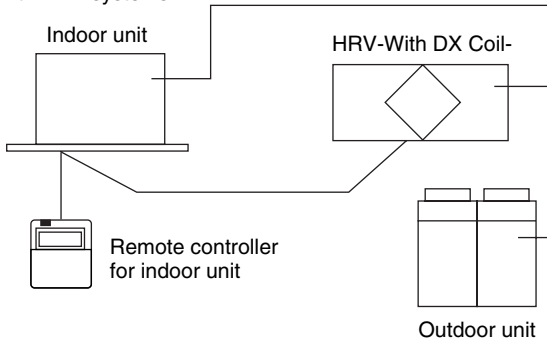 Indoor unit
HRV-With DX Coil-
Remote controller
for indoor unit
Outdoor unit